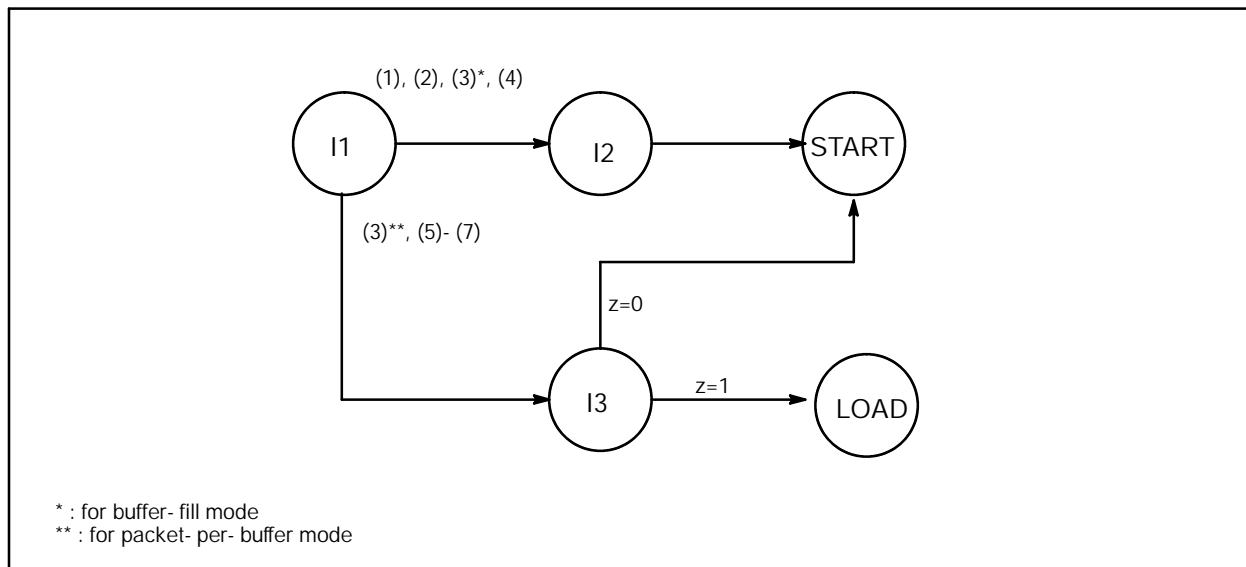 (1), (2), (3)*, (4)
I1
I2
START
(3)**, (5)- (7)
z=0
I3
z=1
LOAD
* : for buffer- fill mode
** : for packet- per- buffer mode